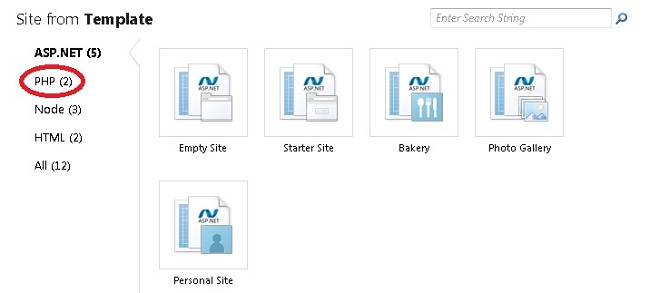 Site from Template
Enter Search String
ASP.NET (5)
PHP (2)
Node (3)
HTML (2)
All (12)
ASP.NET
ASP.NET
ASP.NET
ASP.NET
Empty Site
Starter Site
Bakery
Photo Gallery
ASP.NET
Personal Site